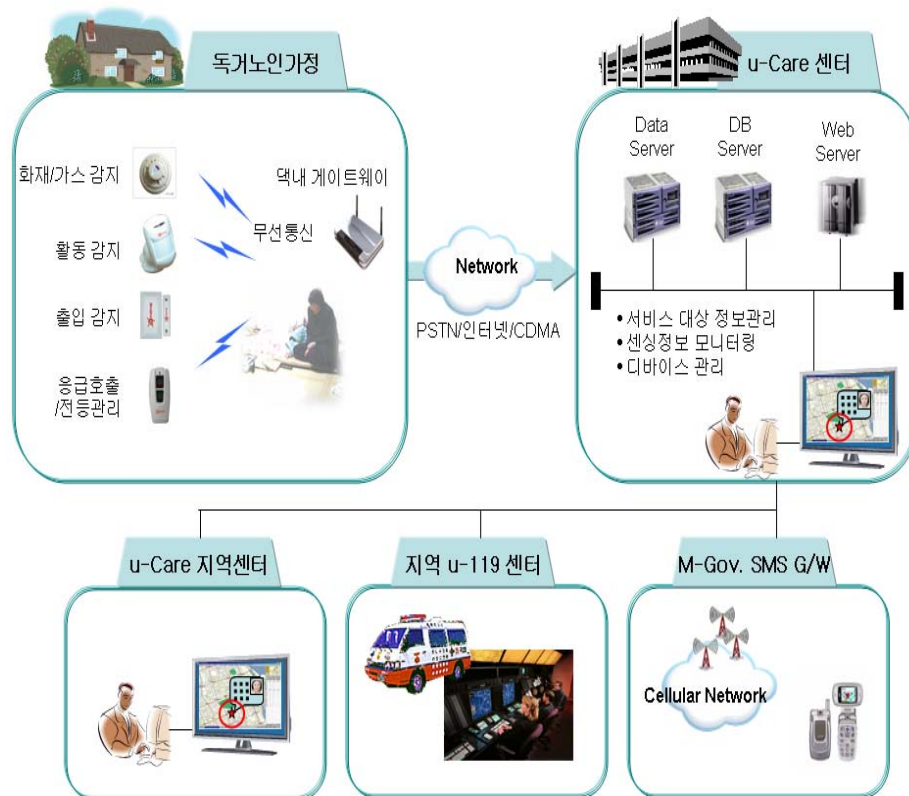 독거노인가정
화재/가스 감지
활동 감지
출입 감지
응급호출
/전등관리
댁내 게이트웨이
무선통신
Network
PSTN/인터넷/CDMA
u-Care 센터
Data
Server
DB
Server
Web
Server
•서비스 대상 정보관리
•센싱정보 모니터링
•디바이스 관리
u-Care 지역센터
지역 u-119 센터
M-Gov. SMS G/W
Cellular Network